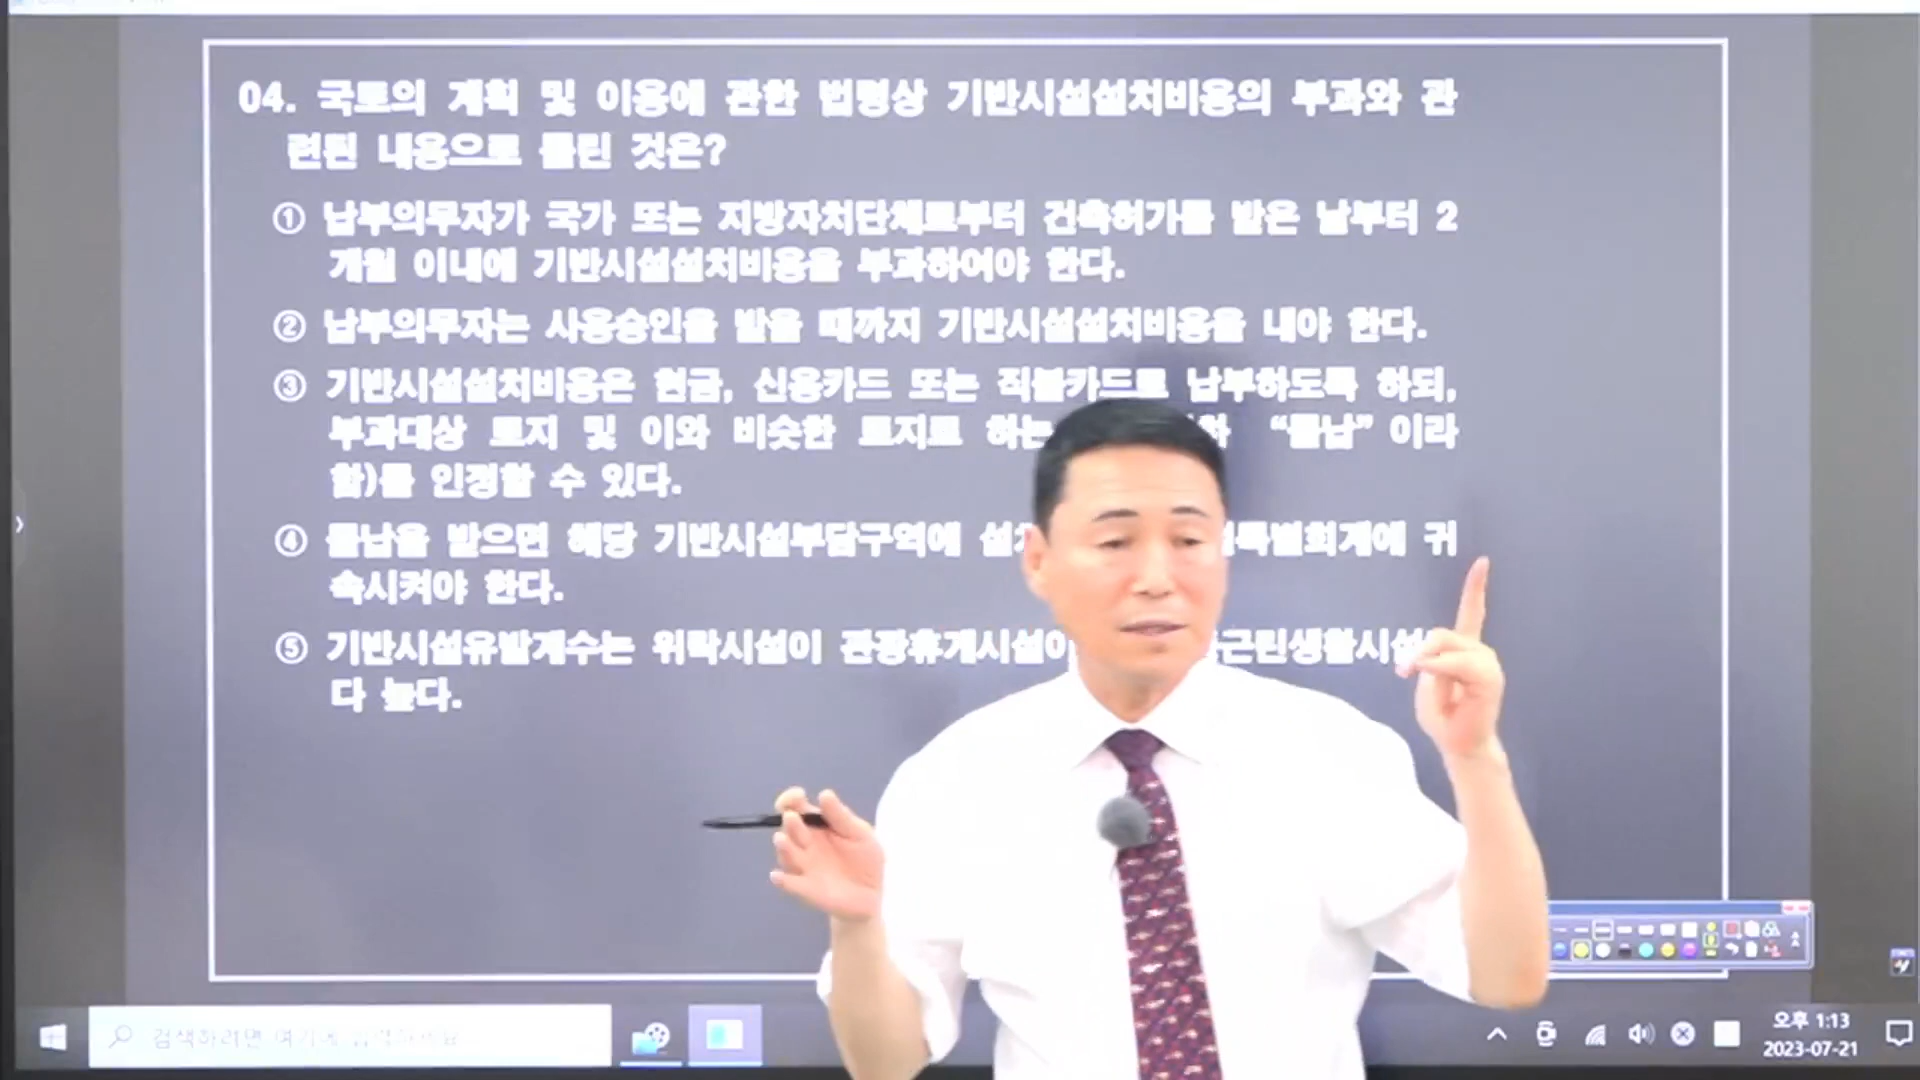 04. 국토의 계획 및 이용에 관한 법령상 기반시설설치비용의 부과와 관
련된 내용으로 틀린 것은?
① 납부의무자가 국가 또는 지방자치단체로부터 건축허가를 받은 날부터 2
개월 이내에 기반시설설치비용을 부과하여야 한다.
② 납부의무자는 사용승인을 받을 때까지 기반시설설치비용을 내야 한다.
③ 기반시설설치비용은 현금, 신용카드 또는 직불카드로 납부하도록 하되,
부과대상 토지 및 이와 비슷한 토지로 하는 “물납” 이라
함)를 인정할 수 있다.
④ 물납을 받으면 해당 기반시설부담구역에 귀
속시켜야 한다.
⑤ 기반시설유발계수는 위락시설이 관광휴게시설이
다 높다.
검색하려면 여기에 입력하세요
오후 1:13
2023-07-21